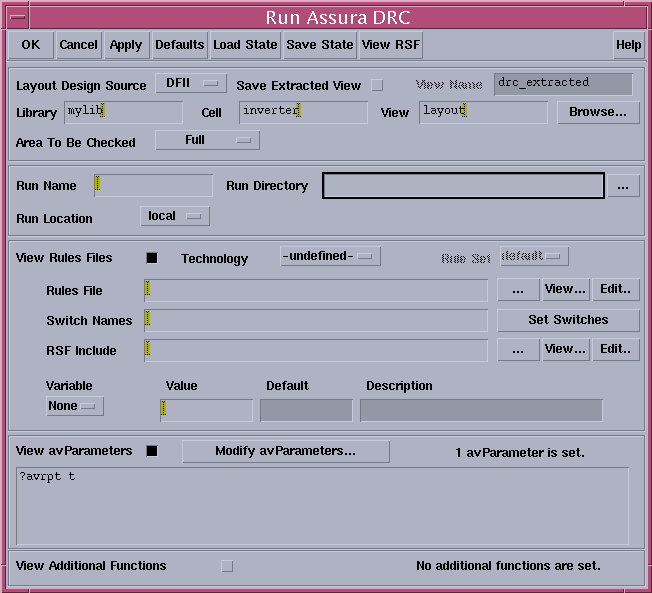 Run Assura DRC
OK Cancel Apply Defaults Load State Save State View RSF Help
Layout Design Source DFII Save Extracted View View Name drc_extracted
Library mylib Cell inverter View layout Browse...
Area To Be Checked Full
Run Name Run Directory ...
Run Location local
View Rules Files Technology -undefined- Rule Set default
Rules File ... View... Edit..
Switch Names Set Switches
RSF Include ... View... Edit..
Variable Value Default Description
None
View avParameters Modify avParameters... 1 avParameter is set.
?avrpt t
View Additional Functions No additional functions are set.